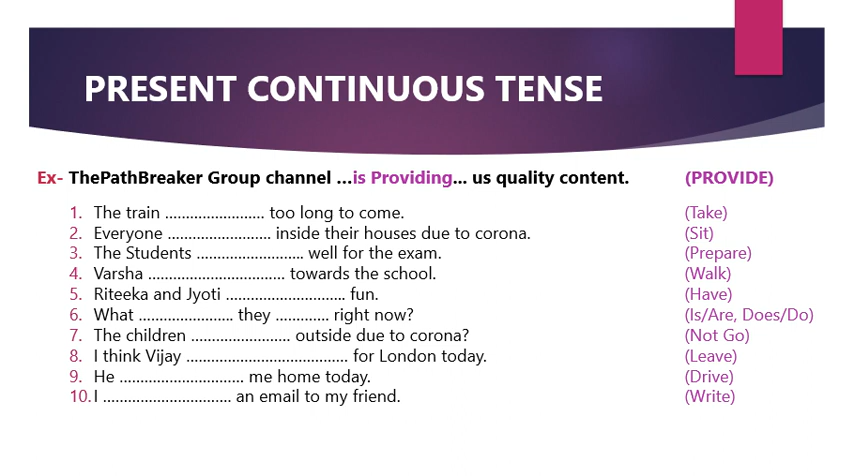 PRESENT CONTINUOUS TENSE
Ex- ThePathBreaker Group channel ...is Providing... us quality content. (PROVIDE)
1. The train ........................ too long to come. (Take)
2. Everyone ......................... inside their houses due to corona. (Sit)
3. The Students .......................... well for the exam. (Prepare)
4. Varsha ................................. towards the school. (Walk)
5. Riteeka and Jyoti ............................. fun. (Have)
6. What ....................... they ............. right now? (Is/Are, Does/Do)
7. The children ........................ outside due to corona? (Not Go)
8. I think Vijay ....................................... for London today. (Leave)
9. He .............................. me home today. (Drive)
10. I ............................... an email to my friend. (Write)